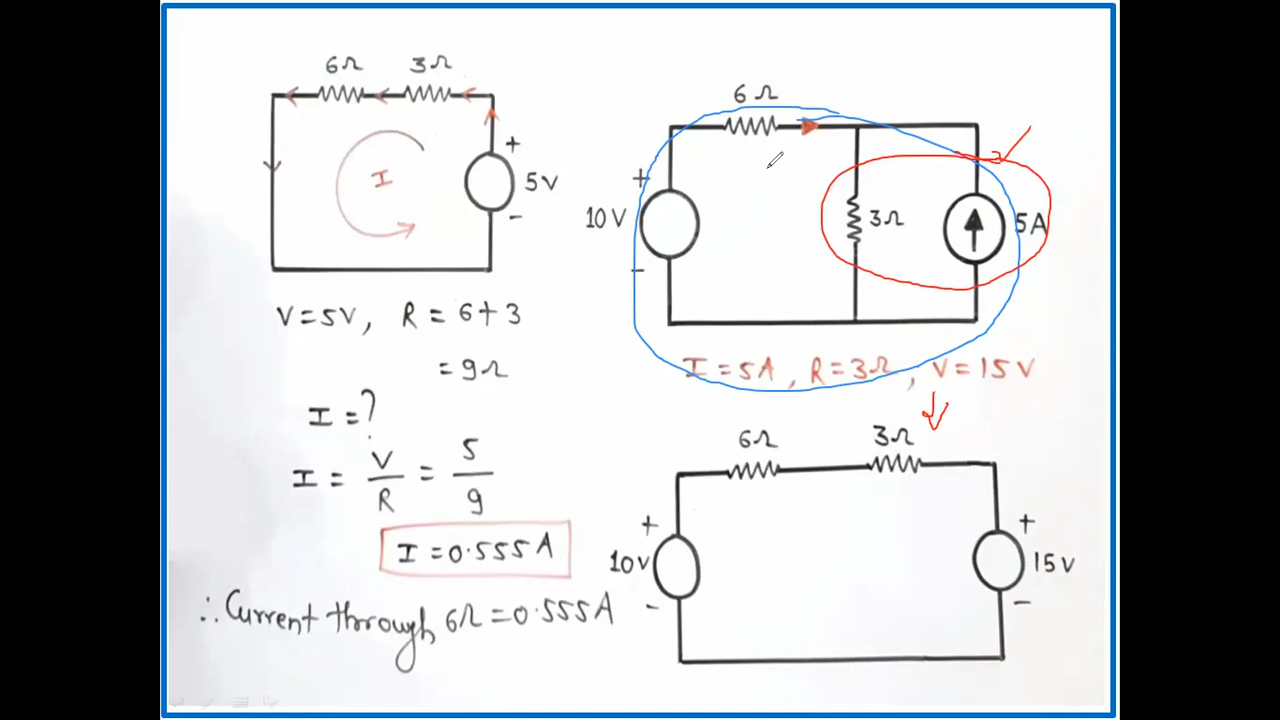 6Ω 3Ω
I
+
5V
-
V=5V, R=6+3
=9Ω
I=?
I = V/R = 5/9
I=0.555A
∴ Current through 6Ω=0.555A
6Ω
+
10V
-
3Ω
5A
I=5A, R=3Ω, V=15V
6Ω 3Ω
+
10V
-
+
15V
-